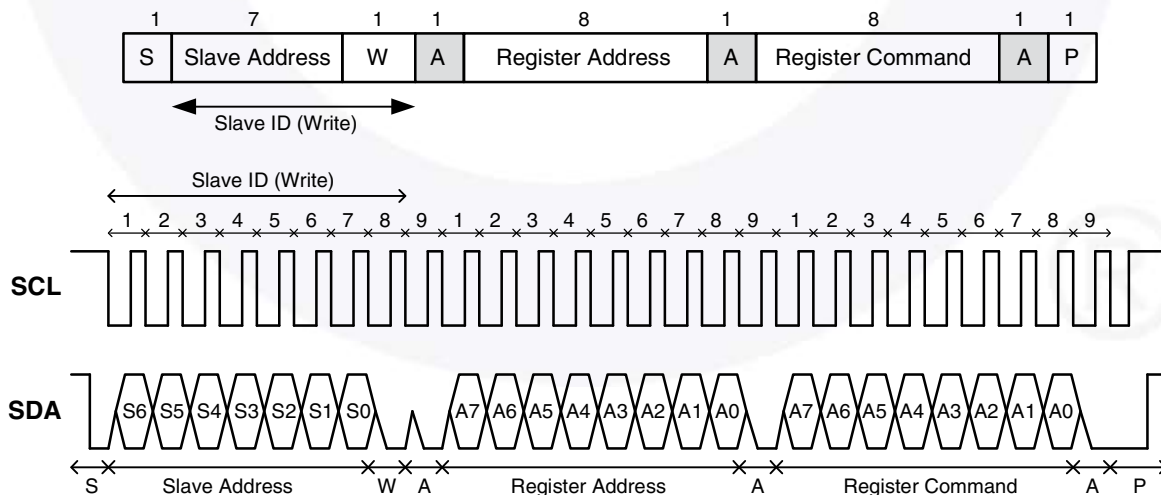 1 7 1 1 8 1 8 1 1
S Slave Address W A Register Address A Register Command A P
Slave ID (Write)
Slave ID (Write)
1 2 3 4 5 6 7 8 9 1 2 3 4 5 6 7 8 9 1 2 3 4 5 6 7 8 9
SCL
SDA S6 S5 S4 S3 S2 S1 S0 A7 A6 A5 A4 A3 A2 A1 A0 A7 A6 A5 A4 A3 A2 A1 A0
S Slave Address W A Register Address A Register Command A P
®